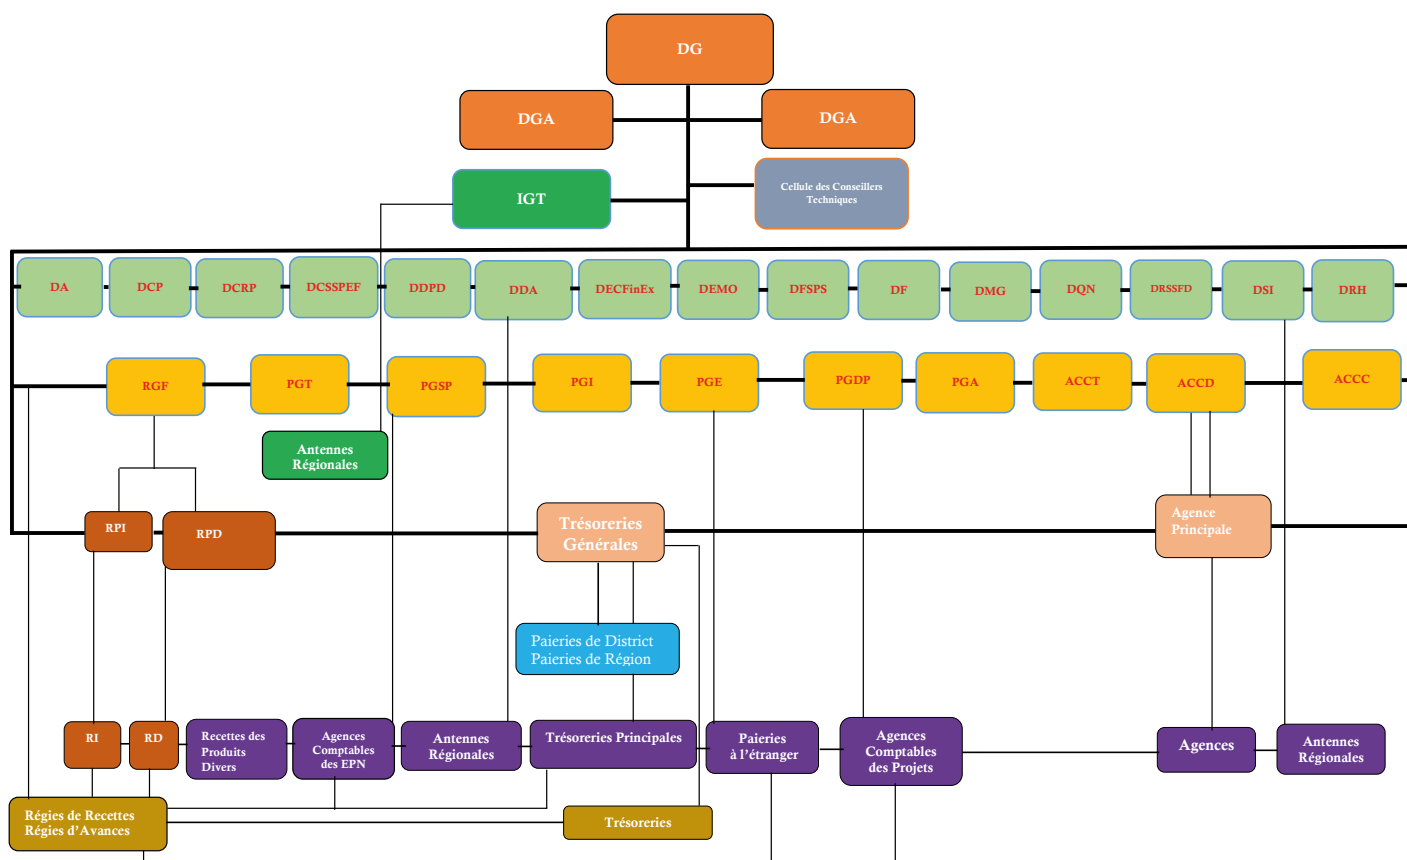 DG
DGA
DGA
IGT
Cellule des Conseillers
Techniques
DA
DCP
DCRP
DCSSPEF
DDPD
DDA
DECFinEx
DEMO
DFSPS
DF
DMG
DQN
DRSSFD
DSI
DRH
RGF
PGT
PGSP
PGI
PGE
PGDP
PGA
ACCT
ACCD
ACCC
Antennes
Régionales
RPI
RPD
Trésoreries
Générales
Agence
Principale
Paieries de District
Paieries de Région
RI
RD
Recettes des
Produits
Divers
Agences
Comptables
des EPN
Antennes
Régionales
Trésoreries Principales
Paieries
à l’étranger
Agences
Comptables
des Projets
Agences
Antennes
Régionales
Régies de Recettes
Régies d’Avances
Trésoreries